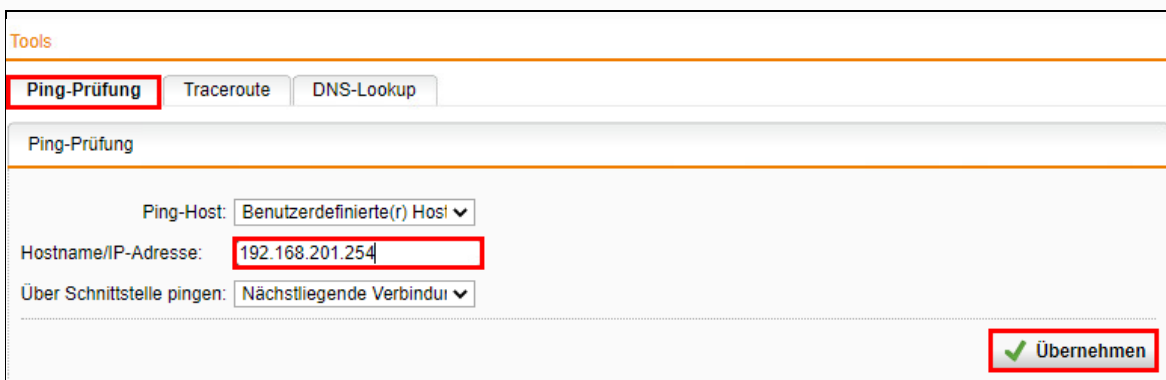 Tools
Ping-Prüfung Traceroute DNS-Lookup
Ping-Prüfung
Ping-Host: Benutzerdefinierte(r) Host
Hostname/IP-Adresse: 192.168.201.254
Über Schnittstelle pingen: Nächstliegende Verbindun
Übernehmen